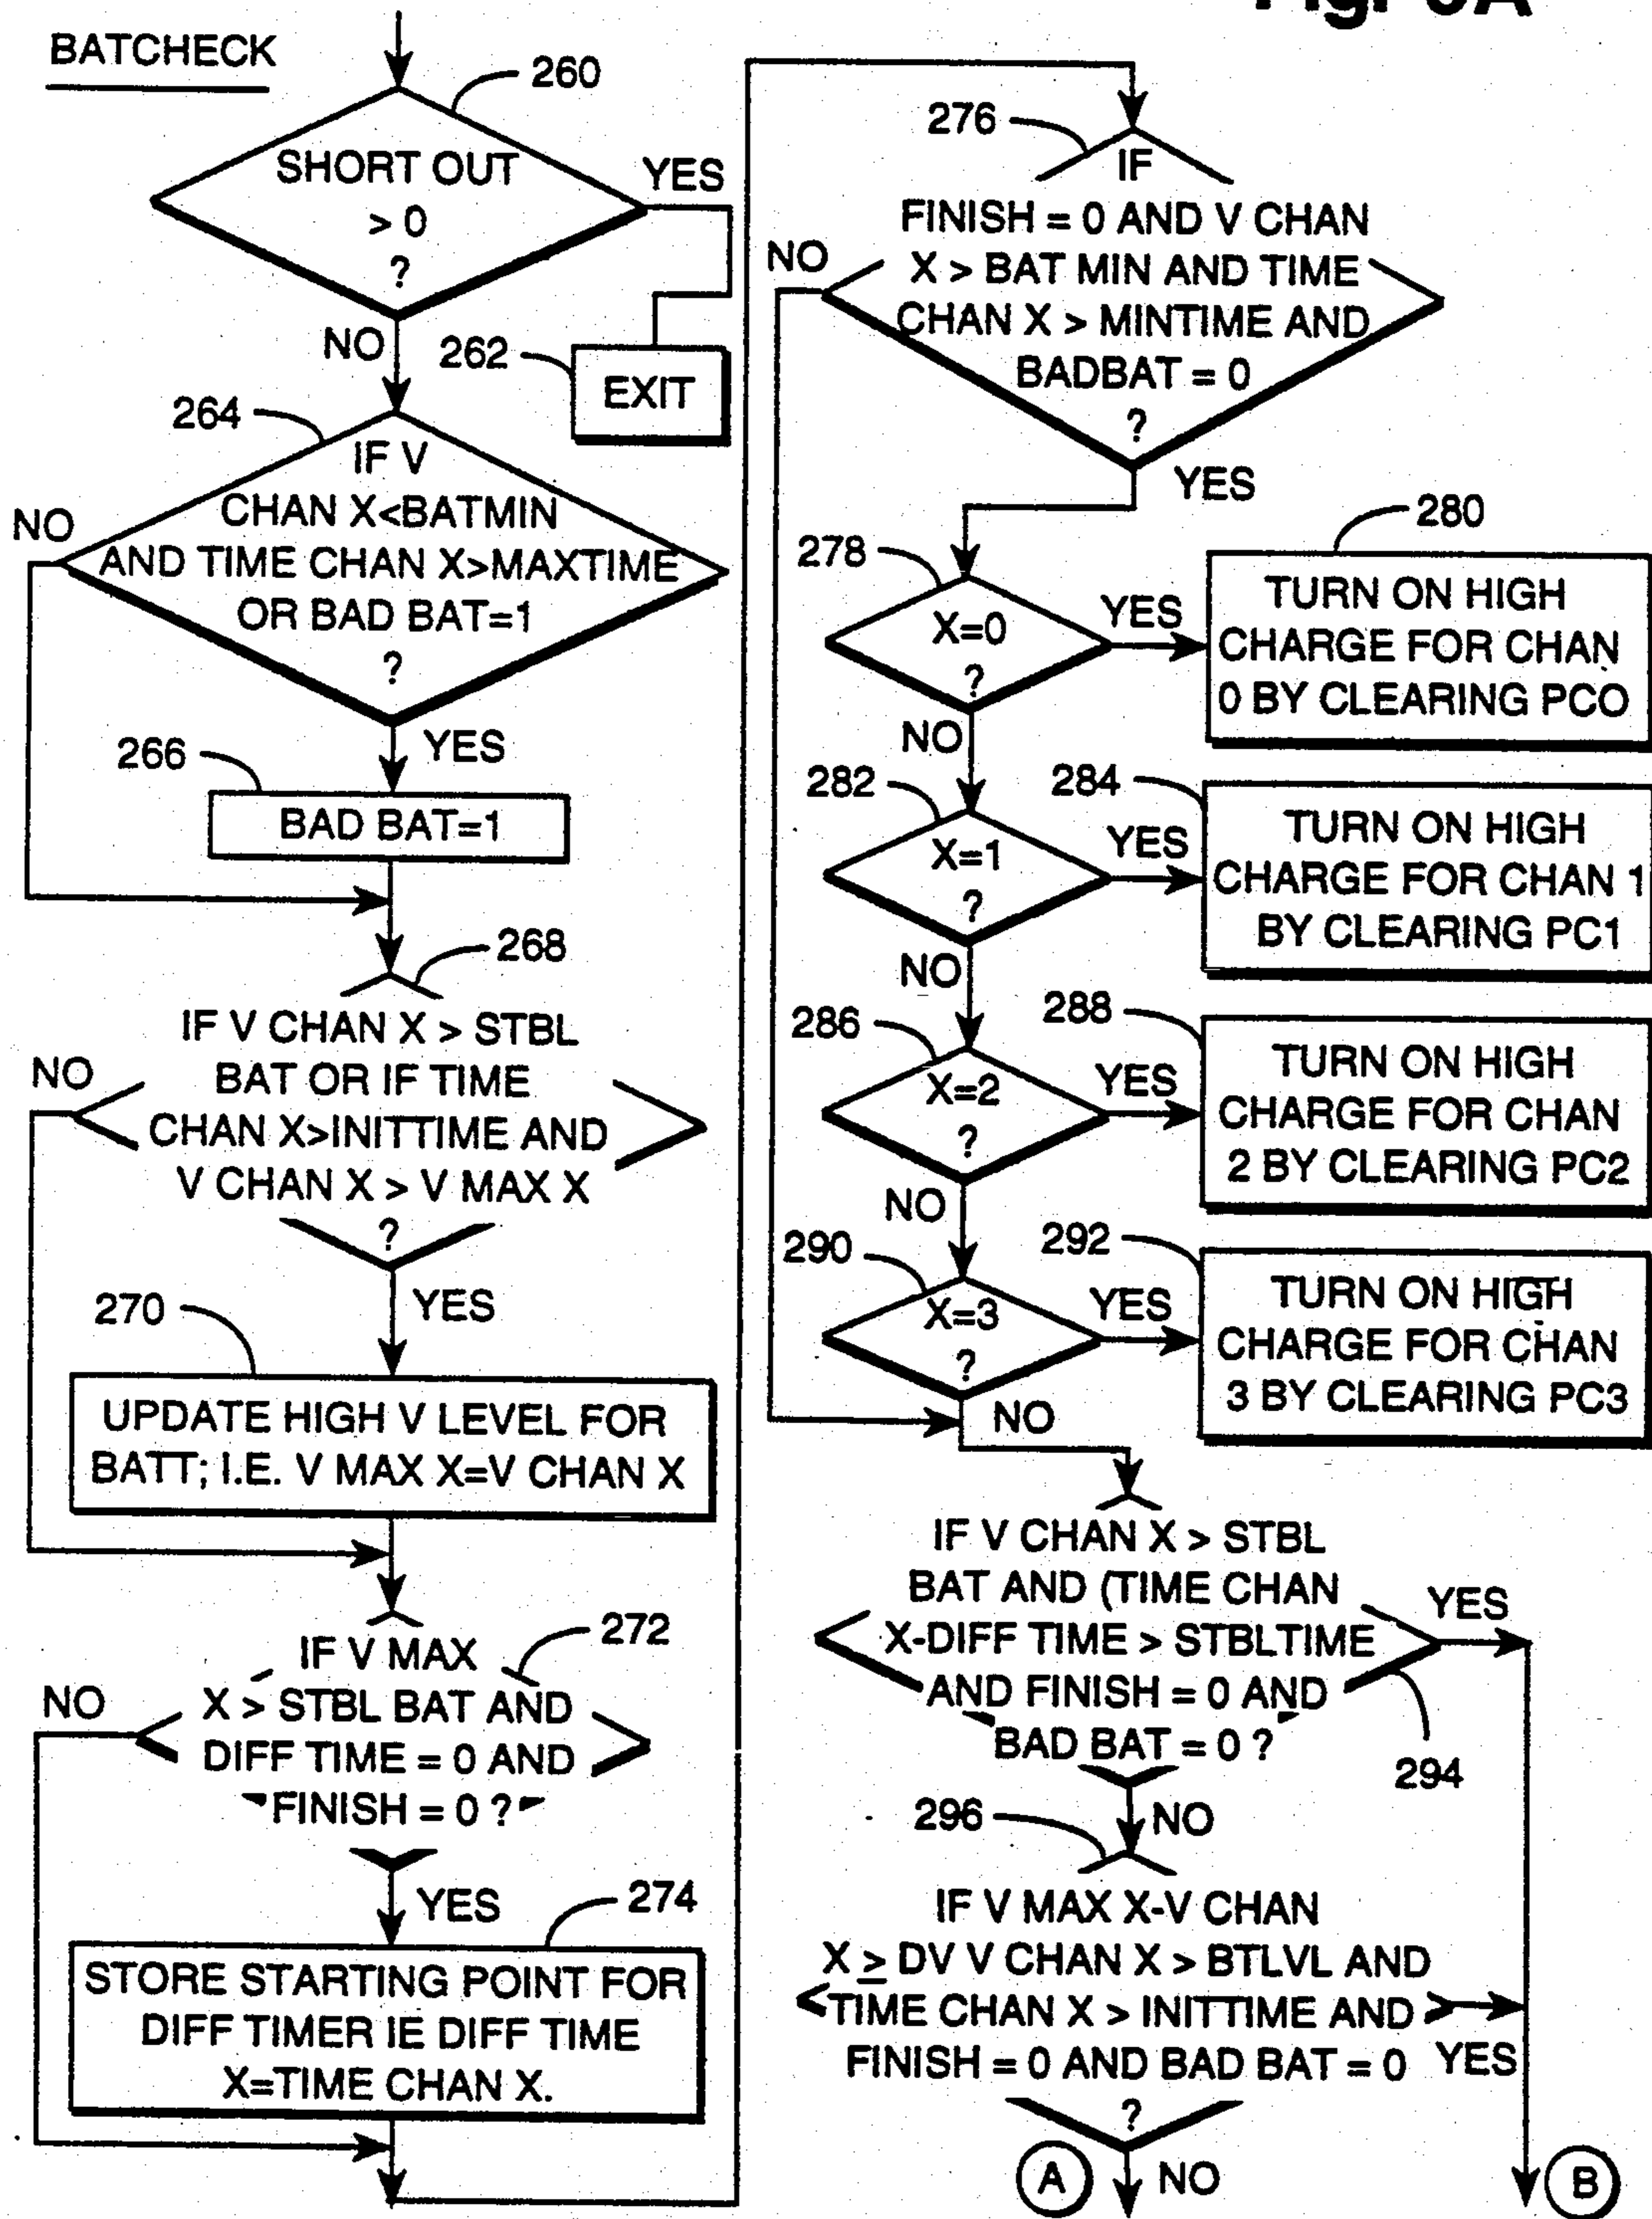 BATCHECK
260
SHORT OUT
> 0
?
YES
NO
262
EXIT
264
IF V
CHAN X<BATMIN
AND TIME CHAN X>MAXTIME
OR BAD BAT=1
?
NO
YES
266
BAD BAT=1
268
IF V CHAN X > STBL
BAT OR IF TIME
CHAN X>INITTIME AND
V CHAN X > V MAX X
?
NO
YES
270
UPDATE HIGH V LEVEL FOR
BATT; I.E. V MAX X=V CHAN X
272
IF V MAX
X > STBL BAT AND
DIFF TIME = 0 AND
FINISH = 0 ?
NO
YES
274
STORE STARTING POINT FOR
DIFF TIMER IE DIFF TIME
X=TIME CHAN X.
276
IF
FINISH = 0 AND V CHAN
X > BAT MIN AND TIME
CHAN X > MINTIME AND
BADBAT = 0
?
NO
YES
278
X=0
?
YES
NO
280
TURN ON HIGH
CHARGE FOR CHAN
0 BY CLEARING PCO
282
X=1
?
YES
NO
284
TURN ON HIGH
CHARGE FOR CHAN 1
BY CLEARING PC1
286
X=2
?
YES
NO
288
TURN ON HIGH
CHARGE FOR CHAN
2 BY CLEARING PC2
290
X=3
?
YES
NO
292
TURN ON HIGH
CHARGE FOR CHAN
3 BY CLEARING PC3
IF V CHAN X > STBL
BAT AND (TIME CHAN
X-DIFF TIME > STBLTIME
AND FINISH = 0 AND
BAD BAT = 0 ?
YES
294
NO
296
IF V MAX X-V CHAN
X ≥ DV V CHAN X > BTLVL AND
TIME CHAN X > INITTIME AND
FINISH = 0 AND BAD BAT = 0
?
YES
A
NO
B